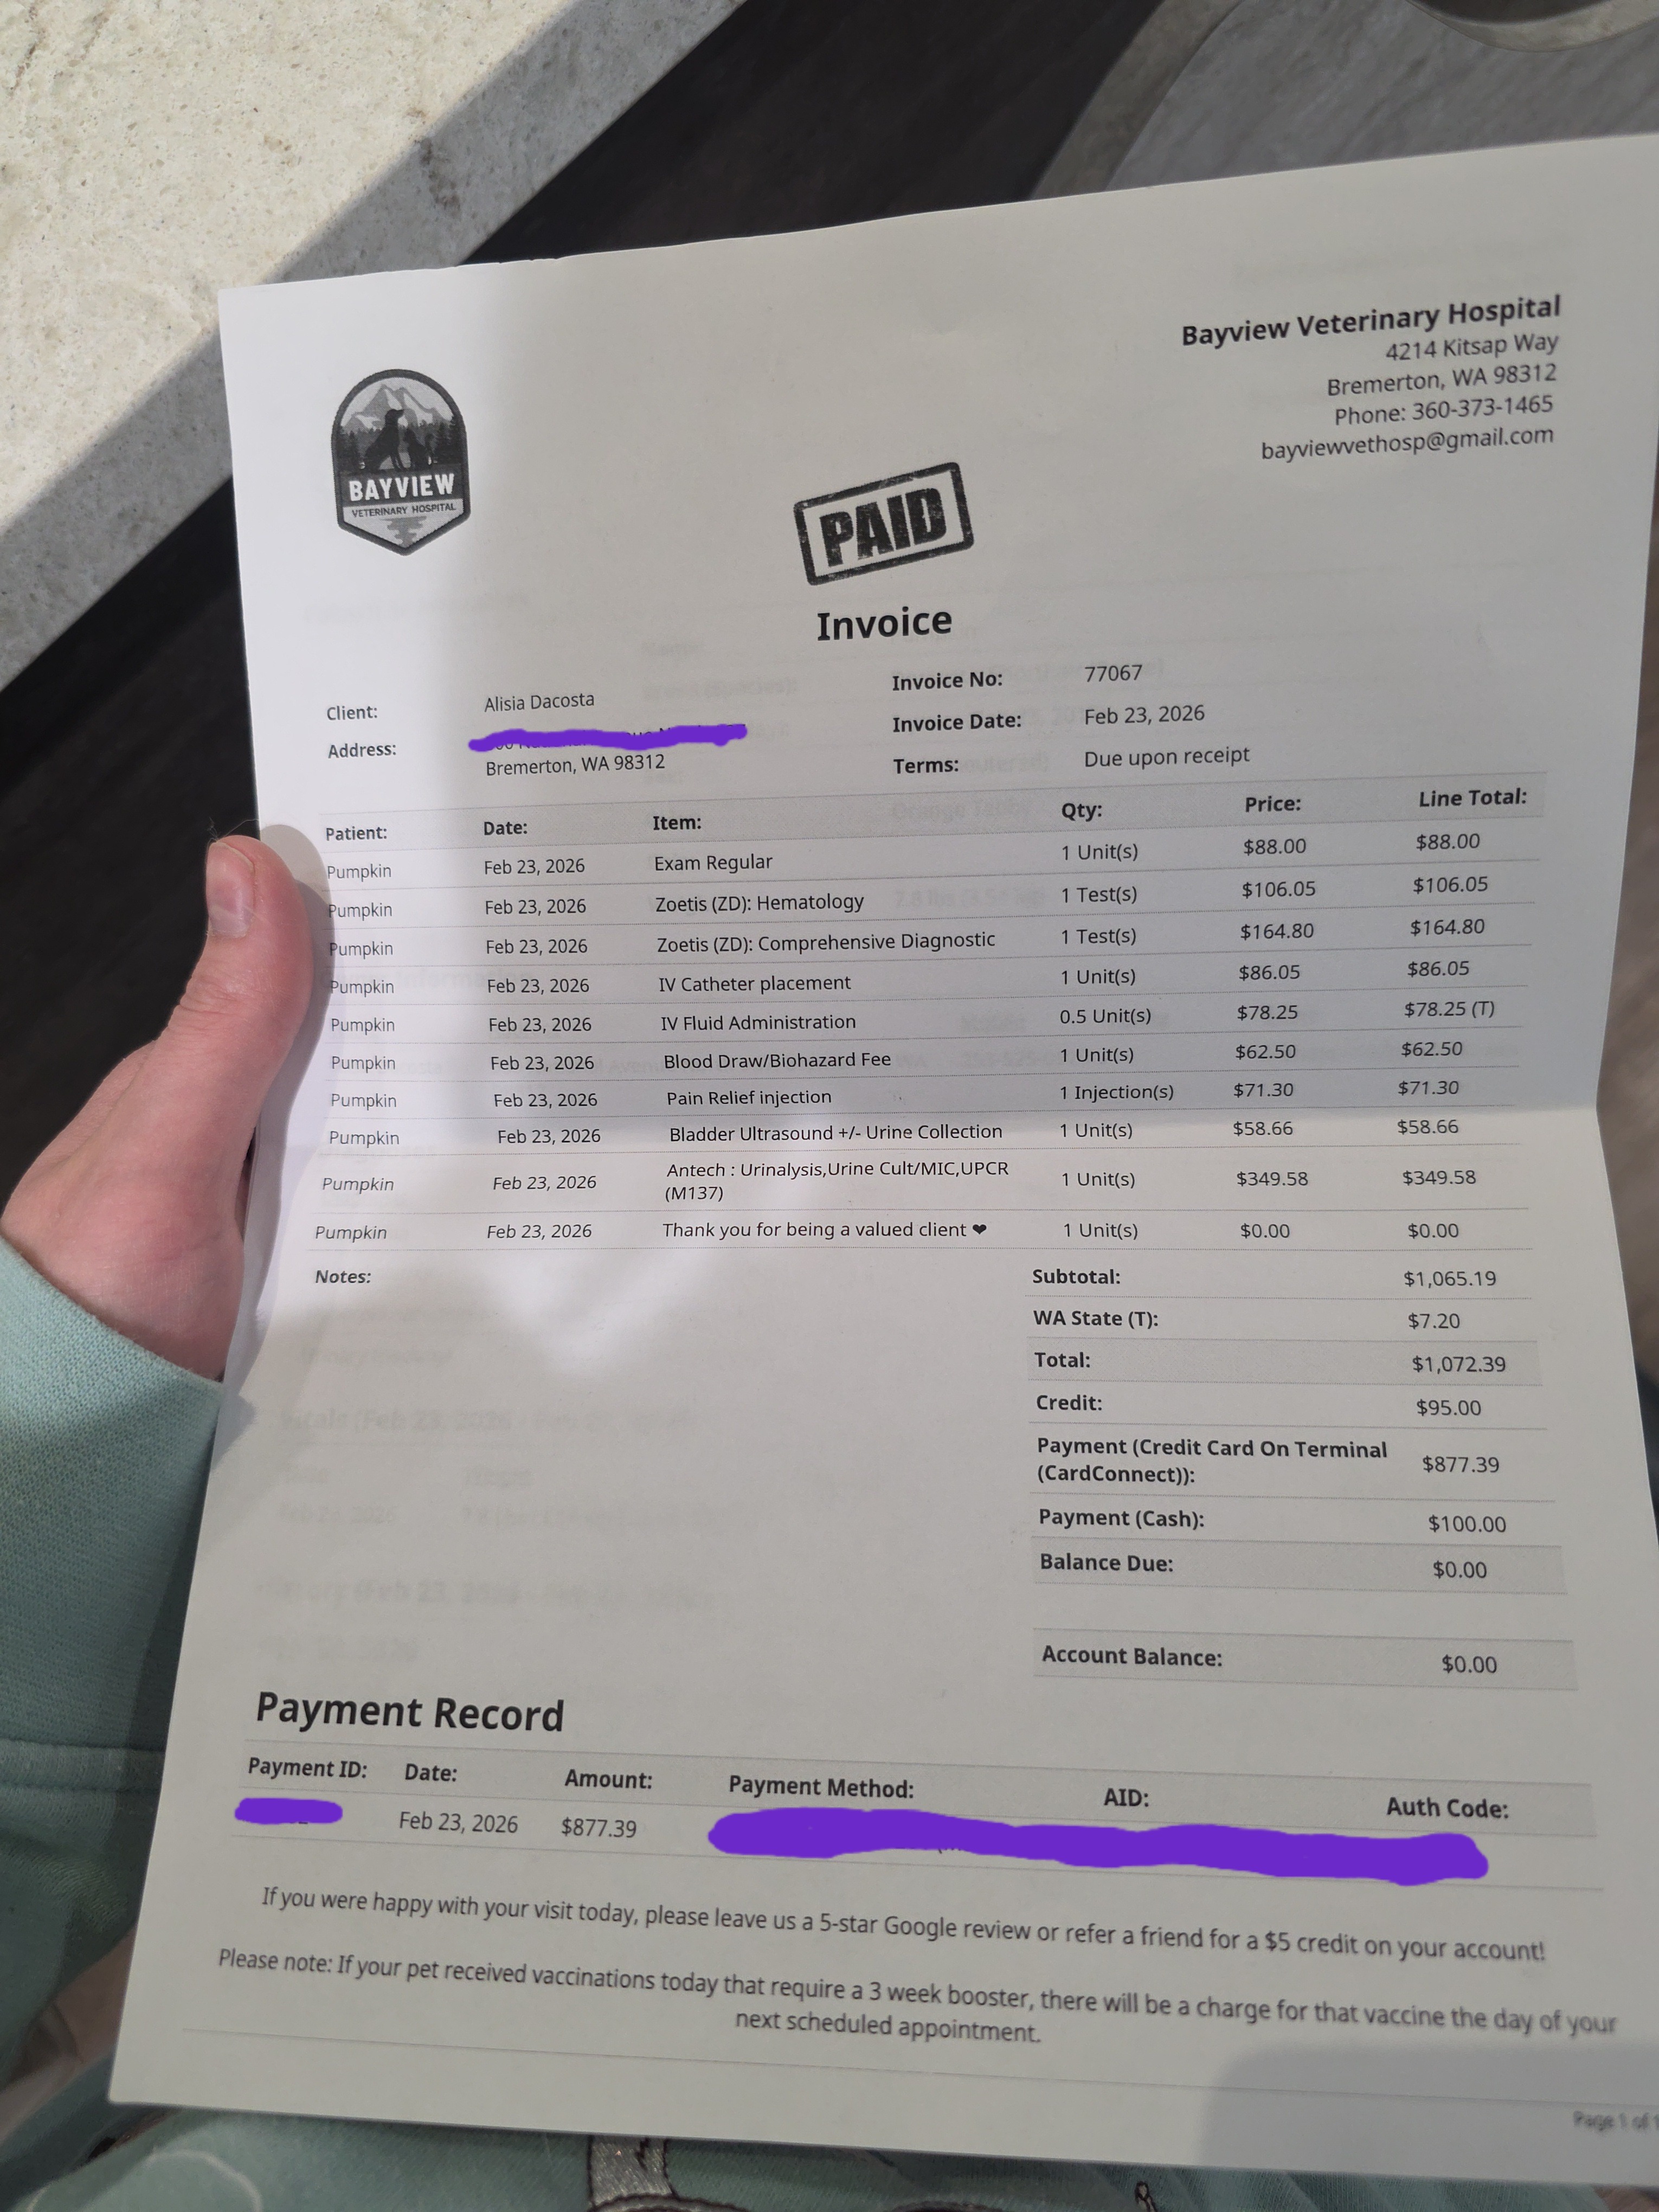 Bayview Veterinary Hospital
4214 Kitsap Way
Bremerton, WA 98312
Phone: 360-373-1465
bayviewvethosp@gmail.com
BAYVIEW
VETERINARY HOSPITAL
PAID
Invoice
Client: Alisia Dacosta
Address:
Bremerton, WA 98312
Invoice No: 77067
Invoice Date: Feb 23, 2026
Terms: Due upon receipt
Patient: Date: Item: Qty: Price: Line Total:
Pumpkin Feb 23, 2026 Exam Regular 1 Unit(s) $88.00 $88.00
Pumpkin Feb 23, 2026 Zoetis (ZD): Hematology 1 Test(s) $106.05 $106.05
Pumpkin Feb 23, 2026 Zoetis (ZD): Comprehensive Diagnostic 1 Test(s) $164.80 $164.80
Pumpkin Feb 23, 2026 IV Catheter placement 1 Unit(s) $86.05 $86.05
Pumpkin Feb 23, 2026 IV Fluid Administration 0.5 Unit(s) $78.25 $78.25 (T)
Pumpkin Feb 23, 2026 Blood Draw/Biohazard Fee 1 Unit(s) $62.50 $62.50
Pumpkin Feb 23, 2026 Pain Relief injection 1 Injection(s) $71.30 $71.30
Pumpkin Feb 23, 2026 Bladder Ultrasound +/- Urine Collection 1 Unit(s) $58.66 $58.66
Pumpkin Feb 23, 2026 Antech : Urinalysis,Urine Cult/MIC,UPCR 1 Unit(s) $349.58 $349.58
(M137)
Pumpkin Feb 23, 2026 Thank you for being a valued client ❤ 1 Unit(s) $0.00 $0.00
Notes:
Subtotal: $1,065.19
WA State (T): $7.20
Total: $1,072.39
Credit: $95.00
Payment (Credit Card On Terminal
(CardConnect)): $877.39
Payment (Cash): $100.00
Balance Due: $0.00
Account Balance: $0.00
Payment Record
Payment ID: Date: Amount: Payment Method: AID: Auth Code:
Feb 23, 2026 $877.39
If you were happy with your visit today, please leave us a 5-star Google review or refer a friend for a $5 credit on your account!
Please note: If your pet received vaccinations today that require a 3 week booster, there will be a charge for that vaccine the day of your
next scheduled appointment.
Page 1 of 1